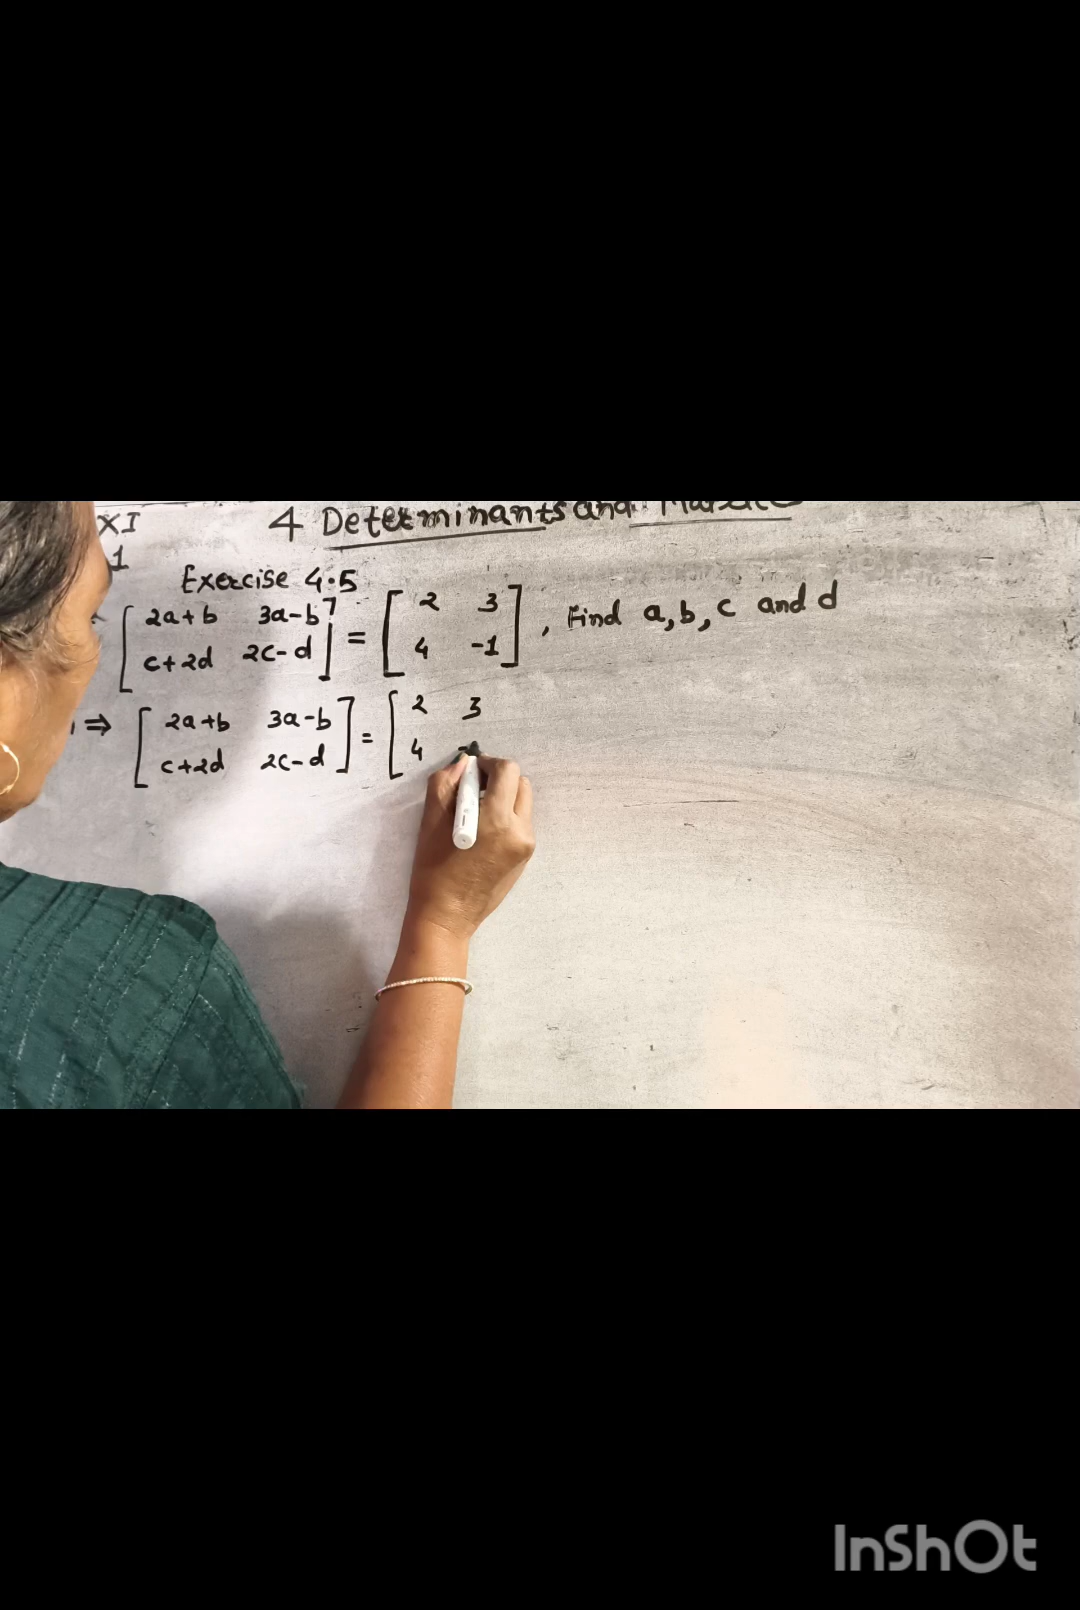 XI 4 Determinants and
1
Exercise 4.5
[2a+b 3a-b] = [2 3], Find a, b, c and d
[c+2d 2c-d] [4 -1]
⇒ [2a+b 3a-b] = [2 3
[c+2d 2c-d] [4 -
InShOt